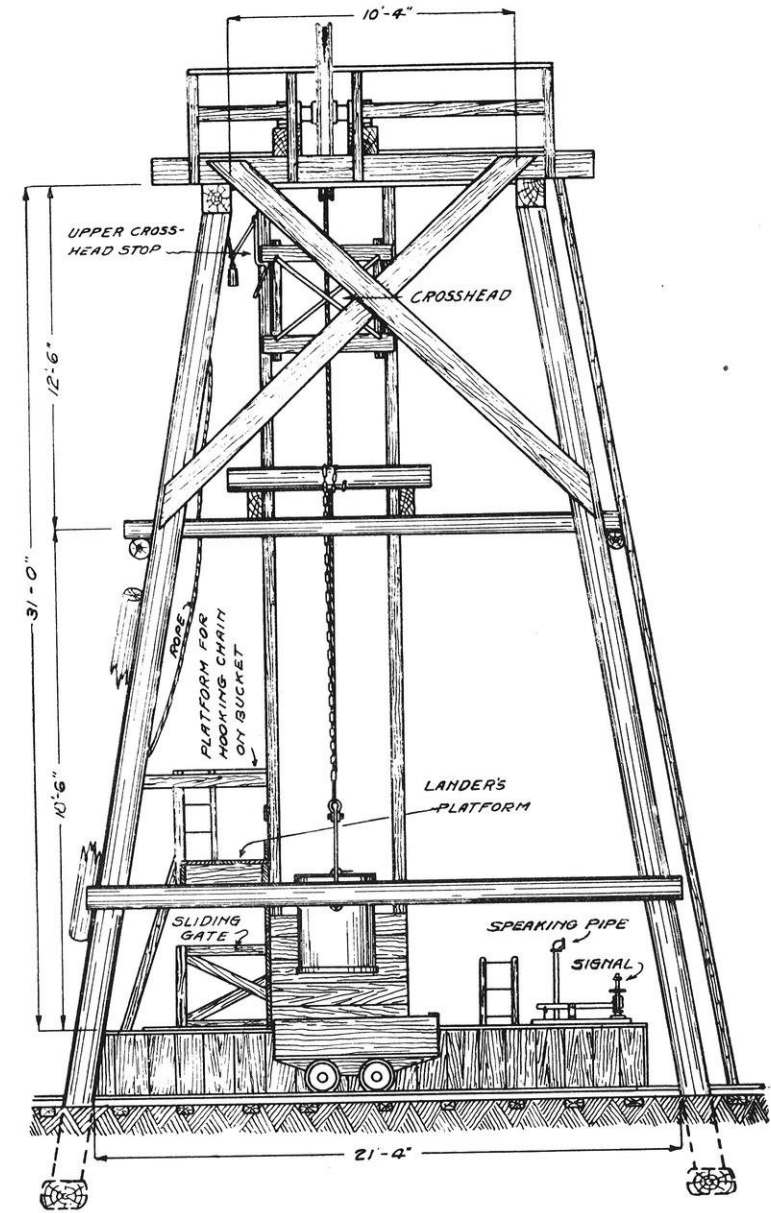 10'-4"
UPPER CROSS-
HEAD STOP
CROSSHEAD
12'-6"
31'-0"
ROPE
PLATFORM FOR
HOOKING CHAIN
ON BUCKET
10'-6"
LANDER'S
PLATFORM
SLIDING
GATE
SPEAKING PIPE
SIGNAL
21'-4"